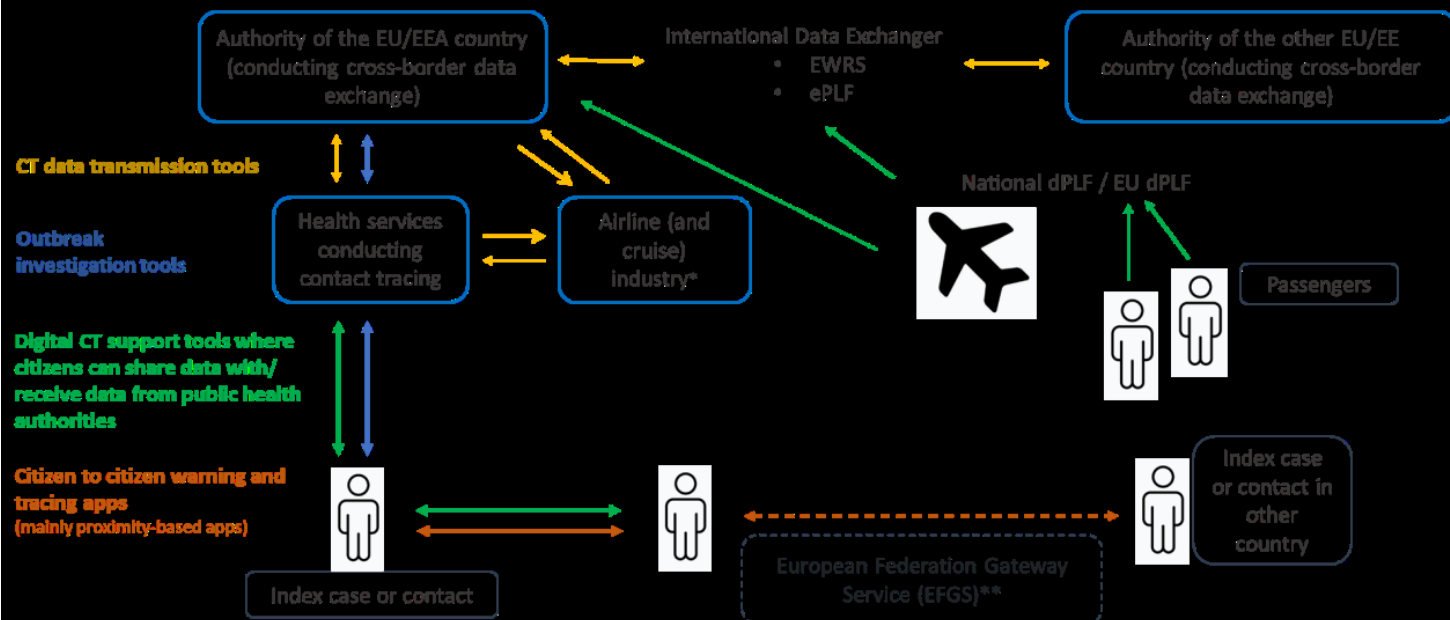 Authority of the EU/EEA country
(conducting cross-border data
exchange)
International Data Exchanger
• EWRS
• ePLF
Authority of the other EU/EE
country (conducting cross-border
data exchange)
CT data transmission tools
National dPLF / EU dPLF
Health services
conducting
contact tracing
Airline (and
cruise)
industry*
Outbreak
investigation tools
Passengers
Digital CT support tools where
citizens can share data with/
receive data from public health
authorities
Citizen to citizen warning and
tracing apps
(mainly proximity-based apps)
Index case
or contact in
other
country
European Federation Gateway
Service (EFGS)**
Index case or contact